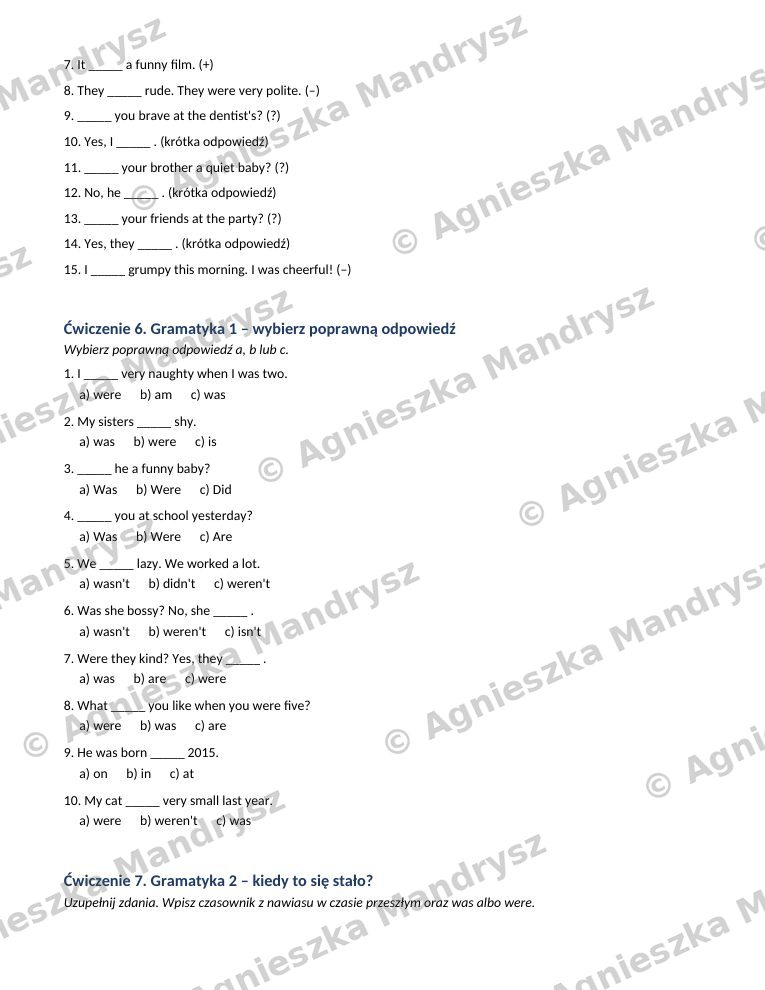 7. It _____ a funny film. (+)
8. They _____ rude. They were very polite. (–)
9. _____ you brave at the dentist's? (?)
10. Yes, I _____ . (krótka odpowiedź)
11. _____ your brother a quiet baby? (?)
12. No, he _____ . (krótka odpowiedź)
13. _____ your friends at the party? (?)
14. Yes, they _____ . (krótka odpowiedź)
15. I _____ grumpy this morning. I was cheerful! (–)
Ćwiczenie 6. Gramatyka 1 – wybierz poprawną odpowiedź
Wybierz poprawną odpowiedź a, b lub c.
1. I _____ very naughty when I was two.
a) were b) am c) was
2. My sisters _____ shy.
a) was b) were c) is
3. _____ he a funny baby?
a) Was b) Were c) Did
4. _____ you at school yesterday?
a) Was b) Were c) Are
5. We _____ lazy. We worked a lot.
a) wasn't b) didn't c) weren't
6. Was she bossy? No, she _____ .
a) wasn't b) weren't c) isn't
7. Were they kind? Yes, they _____ .
a) was b) are c) were
8. What _____ you like when you were five?
a) were b) was c) are
9. He was born _____ 2015.
a) on b) in c) at
10. My cat _____ very small last year.
a) were b) weren't c) was
Ćwiczenie 7. Gramatyka 2 – kiedy to się stało?
Uzupełnij zdania. Wpisz czasownik z nawiasu w czasie przeszłym oraz was albo were.
© Agnieszka Mandrysz